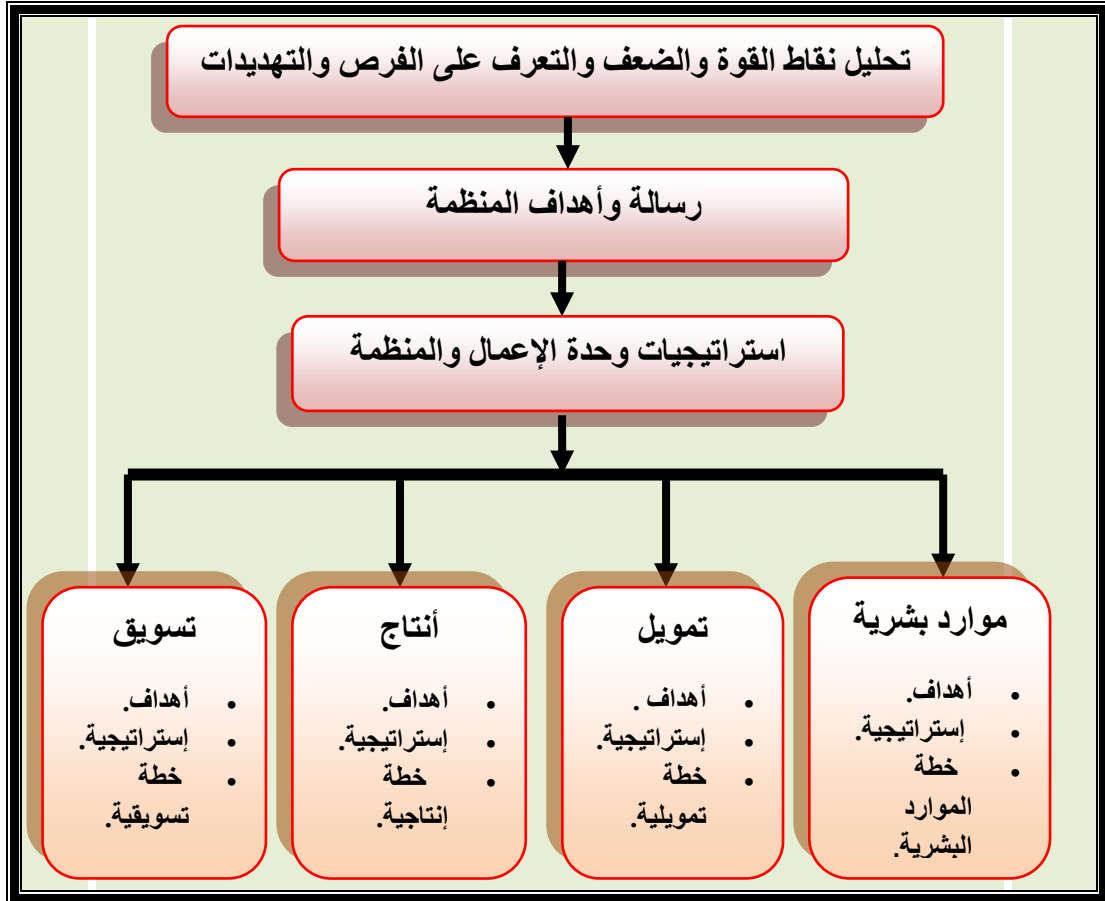 تحليل نقاط القوة والضعف والتعرف على الفرص والتهديدات
رسالة وأهداف المنظمة
استراتيجيات وحدة الإعمال والمنظمة
موارد بشرية
• أهداف.
• إستراتيجية.
• خطة
الموارد
البشرية.
تمويل
• أهداف .
• إستراتيجية.
• خطة
تمويلية.
أنتاج
• أهداف.
• إستراتيجية.
• خطة
إنتاجية.
تسويق
• أهداف.
• إستراتيجية.
• خطة
تسويقية.